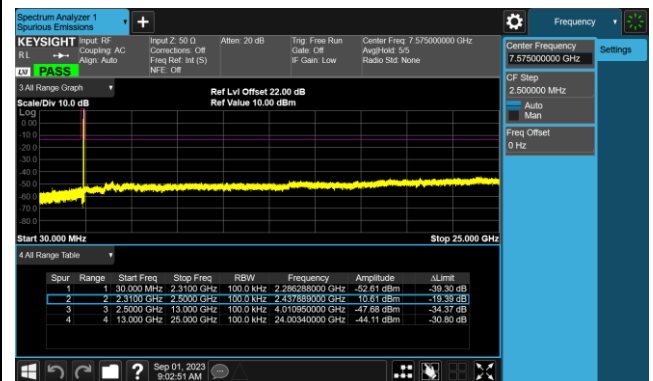 Spectrum Analyzer 1
Spurious Emissions
Frequency
KEYSIGHT
RL
Input: RF
Coupling: AC
Align: Auto
Input Z: 50 Ω
Corrections: Off
Freq Ref: Int (S)
NFE: Off
Atten: 20 dB
Trig: Free Run
Gate: Off
IF Gain: Low
Center Freq: 7.575000000 GHz
Avg|Hold: 5/5
Radio Std: None
LXI PASS
Center Frequency
7.575000000 GHz
Settings
CF Step
2.500000 MHz
Auto
Man
Freq Offset
0 Hz
3 All Range Graph
Ref Lvl Offset 22.00 dB
Scale/Div 10.0 dB
Ref Value 10.00 dBm
Log
0.00
-10.0
-20.0
-30.0
-40.0
-50.0
-60.0
-70.0
-80.0
Start 30.000 MHz
Stop 25.000 GHz
4 All Range Table
Spur Range Start Freq Stop Freq RBW Frequency Amplitude ΔLimit
1 1 30.000 MHz 2.3100 GHz 100.0 kHz 2.286288000 GHz -52.61 dBm -39.30 dB
2 2 2.3100 GHz 2.5000 GHz 100.0 kHz 2.437889000 GHz 10.61 dBm -19.39 dB
3 3 2.5000 GHz 13.000 GHz 100.0 kHz 4.010950000 GHz -47.68 dBm -34.37 dB
4 4 13.000 GHz 25.000 GHz 100.0 kHz 24.00340000 GHz -44.11 dBm -30.80 dB
?
Sep 01, 2023
9:02:51 AM